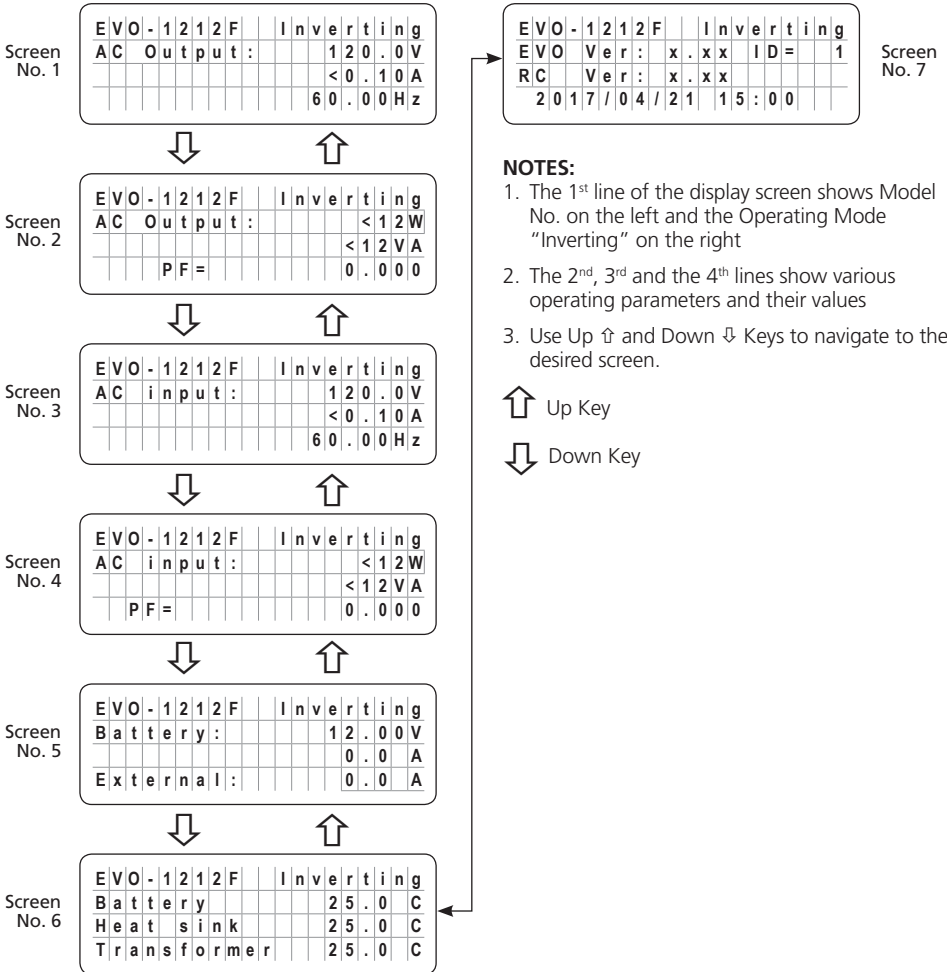 Screen No. 1
EVO-1212F Inverting
AC Output: 120.0V
<0.10A
60.00Hz
Screen No. 2
EVO-1212F Inverting
AC Output: <12W
<12VA
PF= 0.000
Screen No. 3
EVO-1212F Inverting
AC input: 120.0V
<0.10A
60.00Hz
Screen No. 4
EVO-1212F Inverting
AC input: <12W
<12VA
PF= 0.000
Screen No. 5
EVO-1212F Inverting
Battery: 12.00V
0.0 A
External: 0.0 A
Screen No. 6
EVO-1212F Inverting
Battery 25.0 C
Heat sink 25.0 C
Transformer 25.0 C
EVO-1212F Inverting
EVO Ver: x.xx ID= 1
RC Ver: x.xx
2017/04/21 15:00
Screen No. 7
NOTES:
1. The 1st line of the display screen shows Model
No. on the left and the Operating Mode
“Inverting” on the right
2. The 2nd, 3rd and the 4th lines show various
operating parameters and their values
3. Use Up ⇧ and Down ⇩ Keys to navigate to the
desired screen.
⇧ Up Key
⇩ Down Key